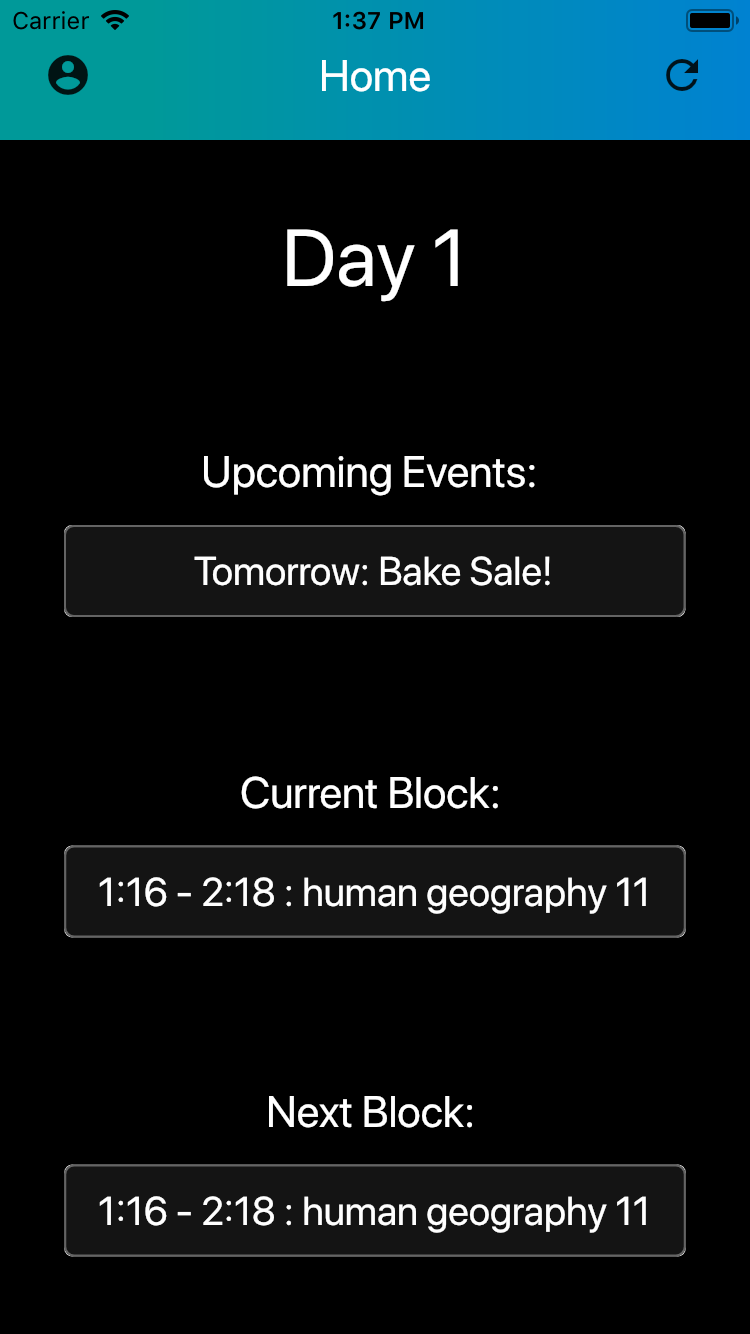 Carrier 1:37 PM
Home
Day 1
Upcoming Events:
Tomorrow: Bake Sale!
Current Block:
1:16 - 2:18 : human geography 11
Next Block:
1:16 - 2:18 : human geography 11